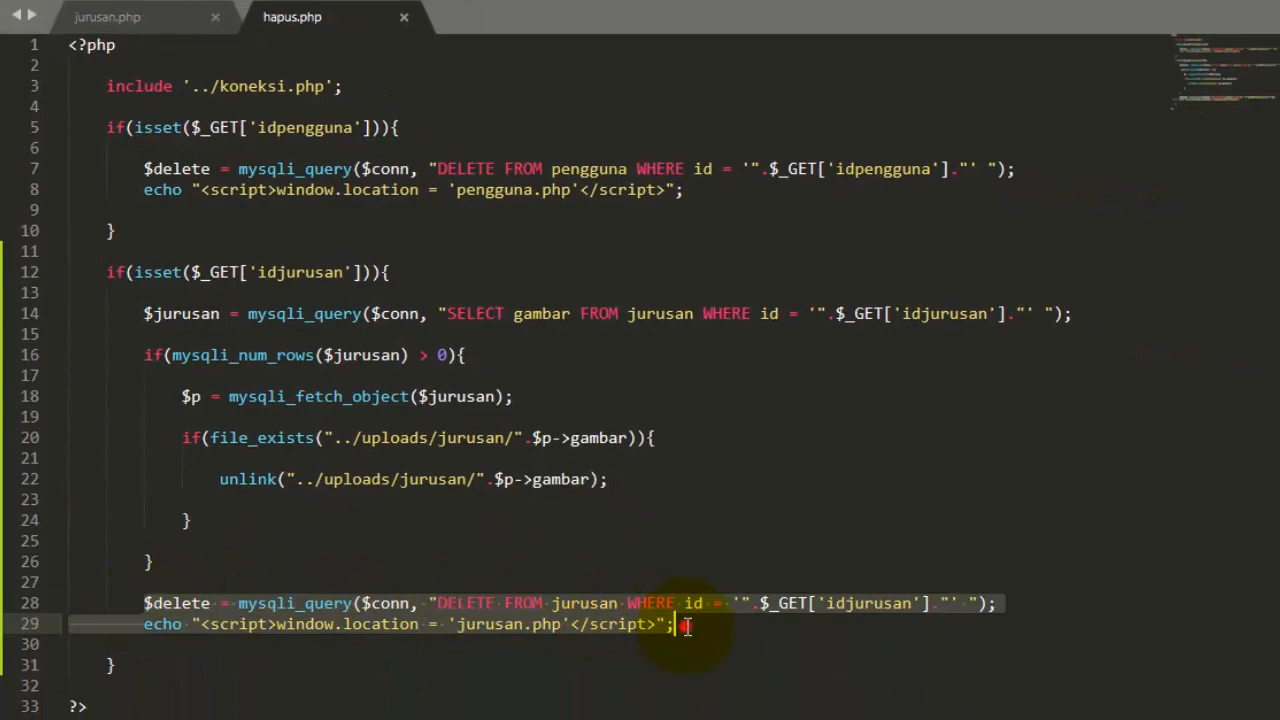 jurusan.php
hapus.php
1 <?php
2
3 include '../koneksi.php';
4
5 if(isset($_GET['idpengguna'])){
6
7 $delete = mysqli_query($conn, "DELETE FROM pengguna WHERE id = '".$_GET['idpengguna']."' ");
8 echo "<script>window.location = 'pengguna.php'</script>";
9
10 }
11
12 if(isset($_GET['idjurusan'])){
13
14 $jurusan = mysqli_query($conn, "SELECT gambar FROM jurusan WHERE id = '".$_GET['idjurusan']."' ");
15
16 if(mysqli_num_rows($jurusan) > 0){
17
18 $p = mysqli_fetch_object($jurusan);
19
20 if(file_exists("../uploads/jurusan/".$p->gambar)){
21
22 unlink("../uploads/jurusan/".$p->gambar);
23
24 }
25
26 }
27
28 $delete = mysqli_query($conn, "DELETE FROM jurusan WHERE id = '".$_GET['idjurusan']."' ");
29 echo "<script>window.location = 'jurusan.php'</script>";
30
31 }
32
33 ?>